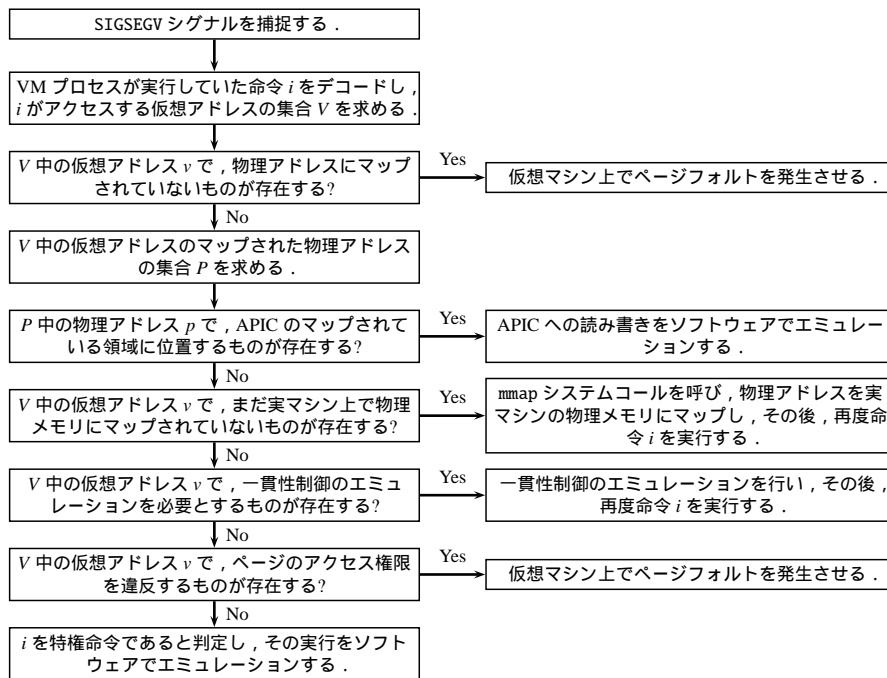 SIGSEGV シグナルを捕捉する．
VM プロセスが実行していた命令 i をデコードし，
i がアクセスする仮想アドレスの集合 V を求める．
V 中の仮想アドレス v で，物理アドレスにマップ
されていないものが存在する?
Yes
仮想マシン上でページフォルトを発生させる．
No
V 中の仮想アドレスのマップされた物理アドレス
の集合 P を求める．
P 中の物理アドレス p で，APIC のマップされて
いる領域に位置するものが存在する?
Yes
APIC への読み書きをソフトウェアでエミュレー
ションする．
No
V 中の仮想アドレス v で，まだ実マシン上で物理
メモリにマップされていないものが存在する?
Yes
mmap システムコールを呼び，物理アドレスを実
マシンの物理メモリにマップし，その後，再度命
令 i を実行する．
No
V 中の仮想アドレス v で，一貫性制御のエミュ
レーションを必要とするものが存在する?
Yes
一貫性制御のエミュレーションを行い，その後，
再度命令 i を実行する．
No
V 中の仮想アドレス v で，ページのアクセス権限
を違反するものが存在する?
Yes
仮想マシン上でページフォルトを発生させる．
No
i を特権命令であると判定し，その実行をソフト
ウェアでエミュレーションする．